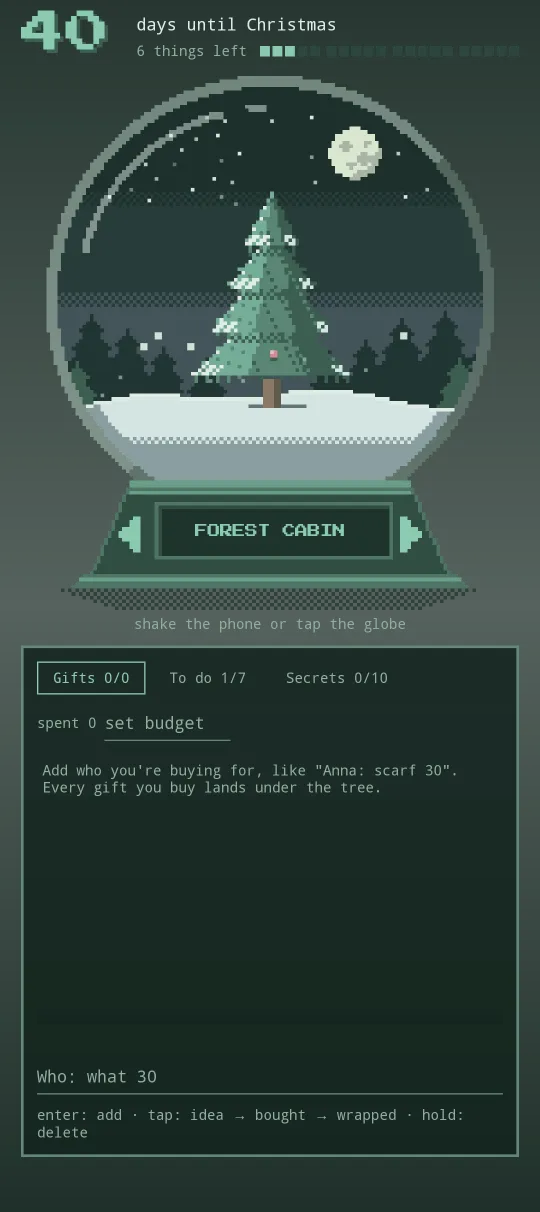 40
days until Christmas
6 things left
FOREST CABIN
shake the phone or tap the globe
Gifts 0/0 To do 1/7 Secrets 0/10
spent 0 set budget
Add who you're buying for, like "Anna: scarf 30".
Every gift you buy lands under the tree.
Who: what 30
enter: add · tap: idea → bought → wrapped · hold:
delete